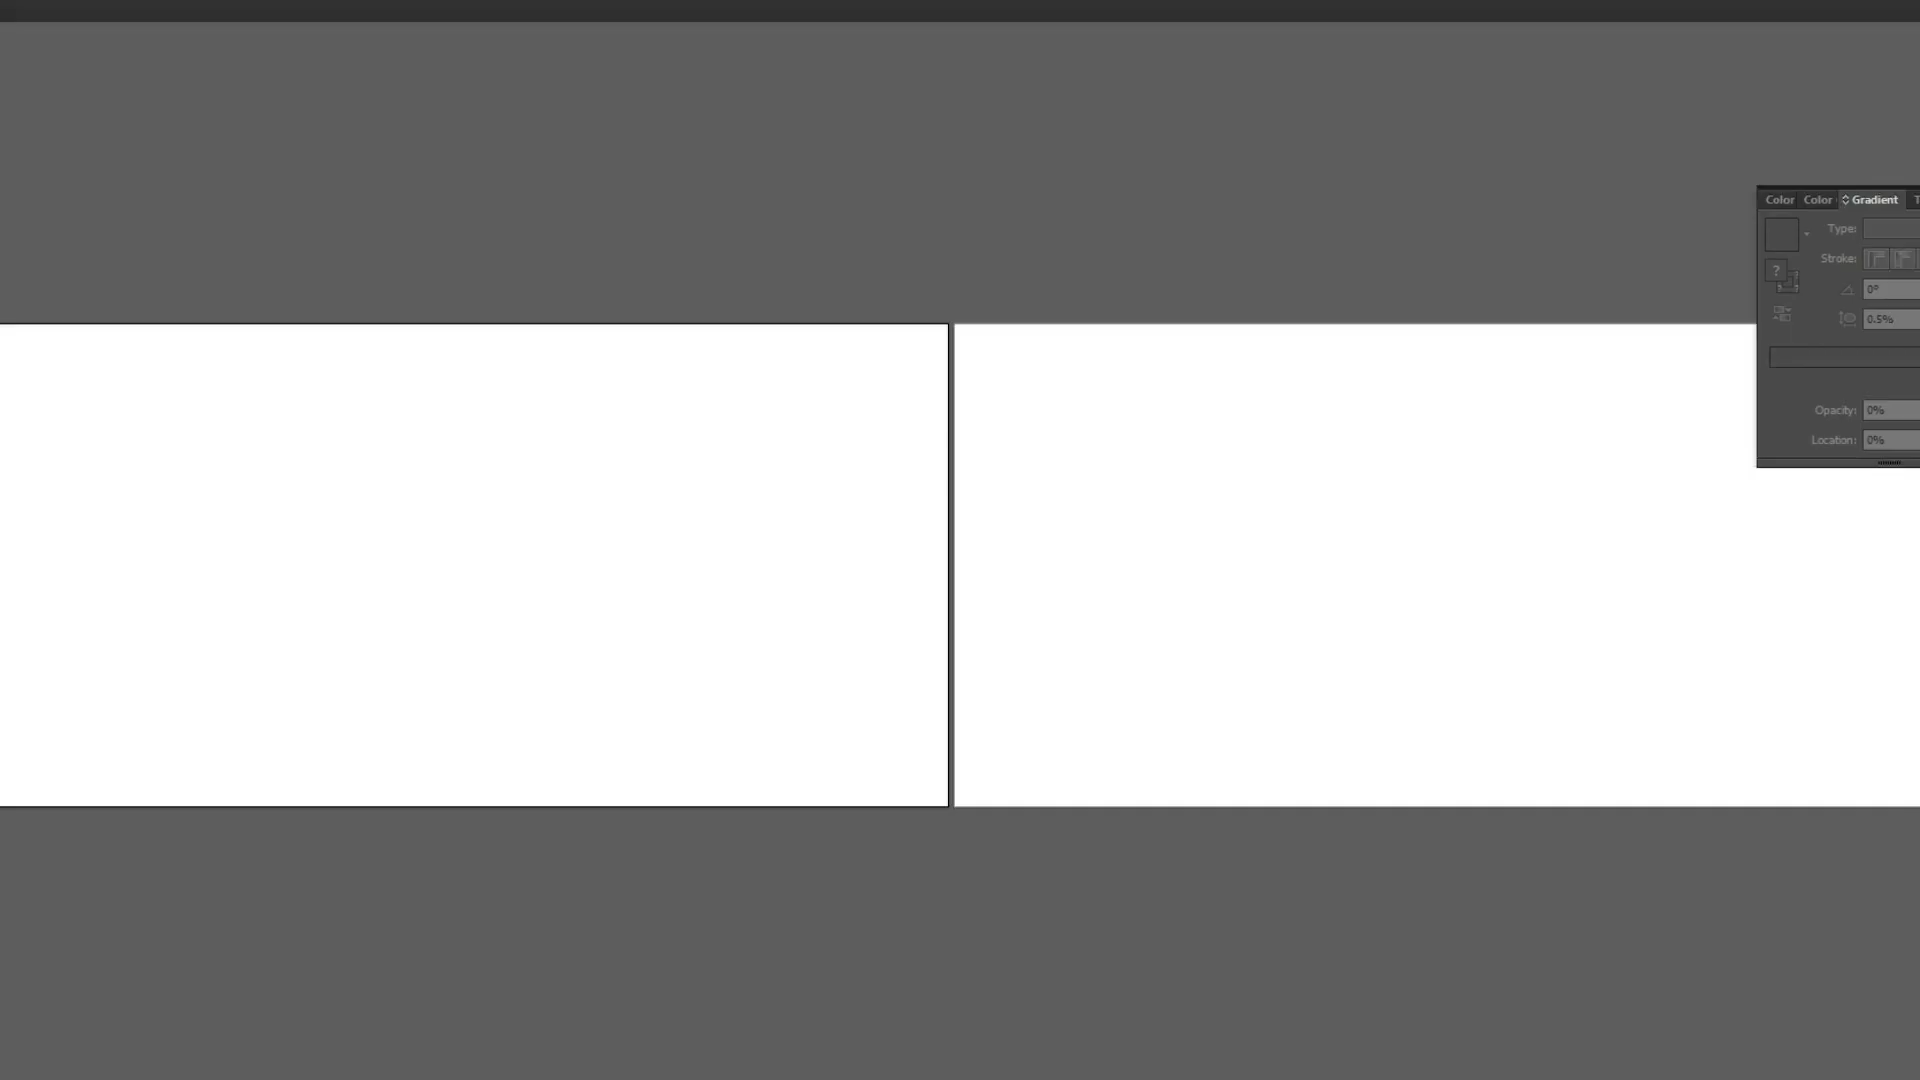 Color Color Gradient T
Type:
Stroke:
?
0°
0.5%
Opacity: 0%
Location: 0%